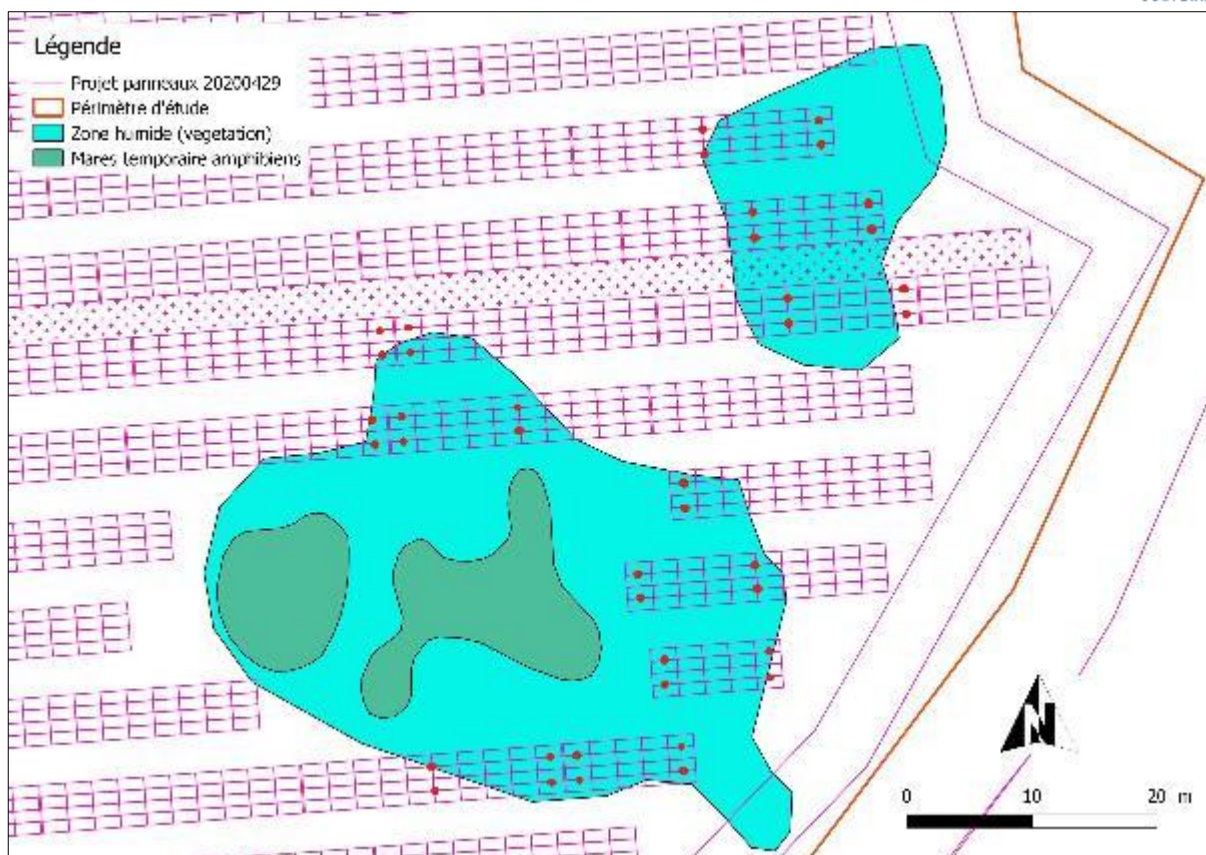 Légende
Projet panneaux 20200429
Périmètre d'étude
Zone humide (vegetation)
Mares temporaire amphibiens
N
0 10 20 m